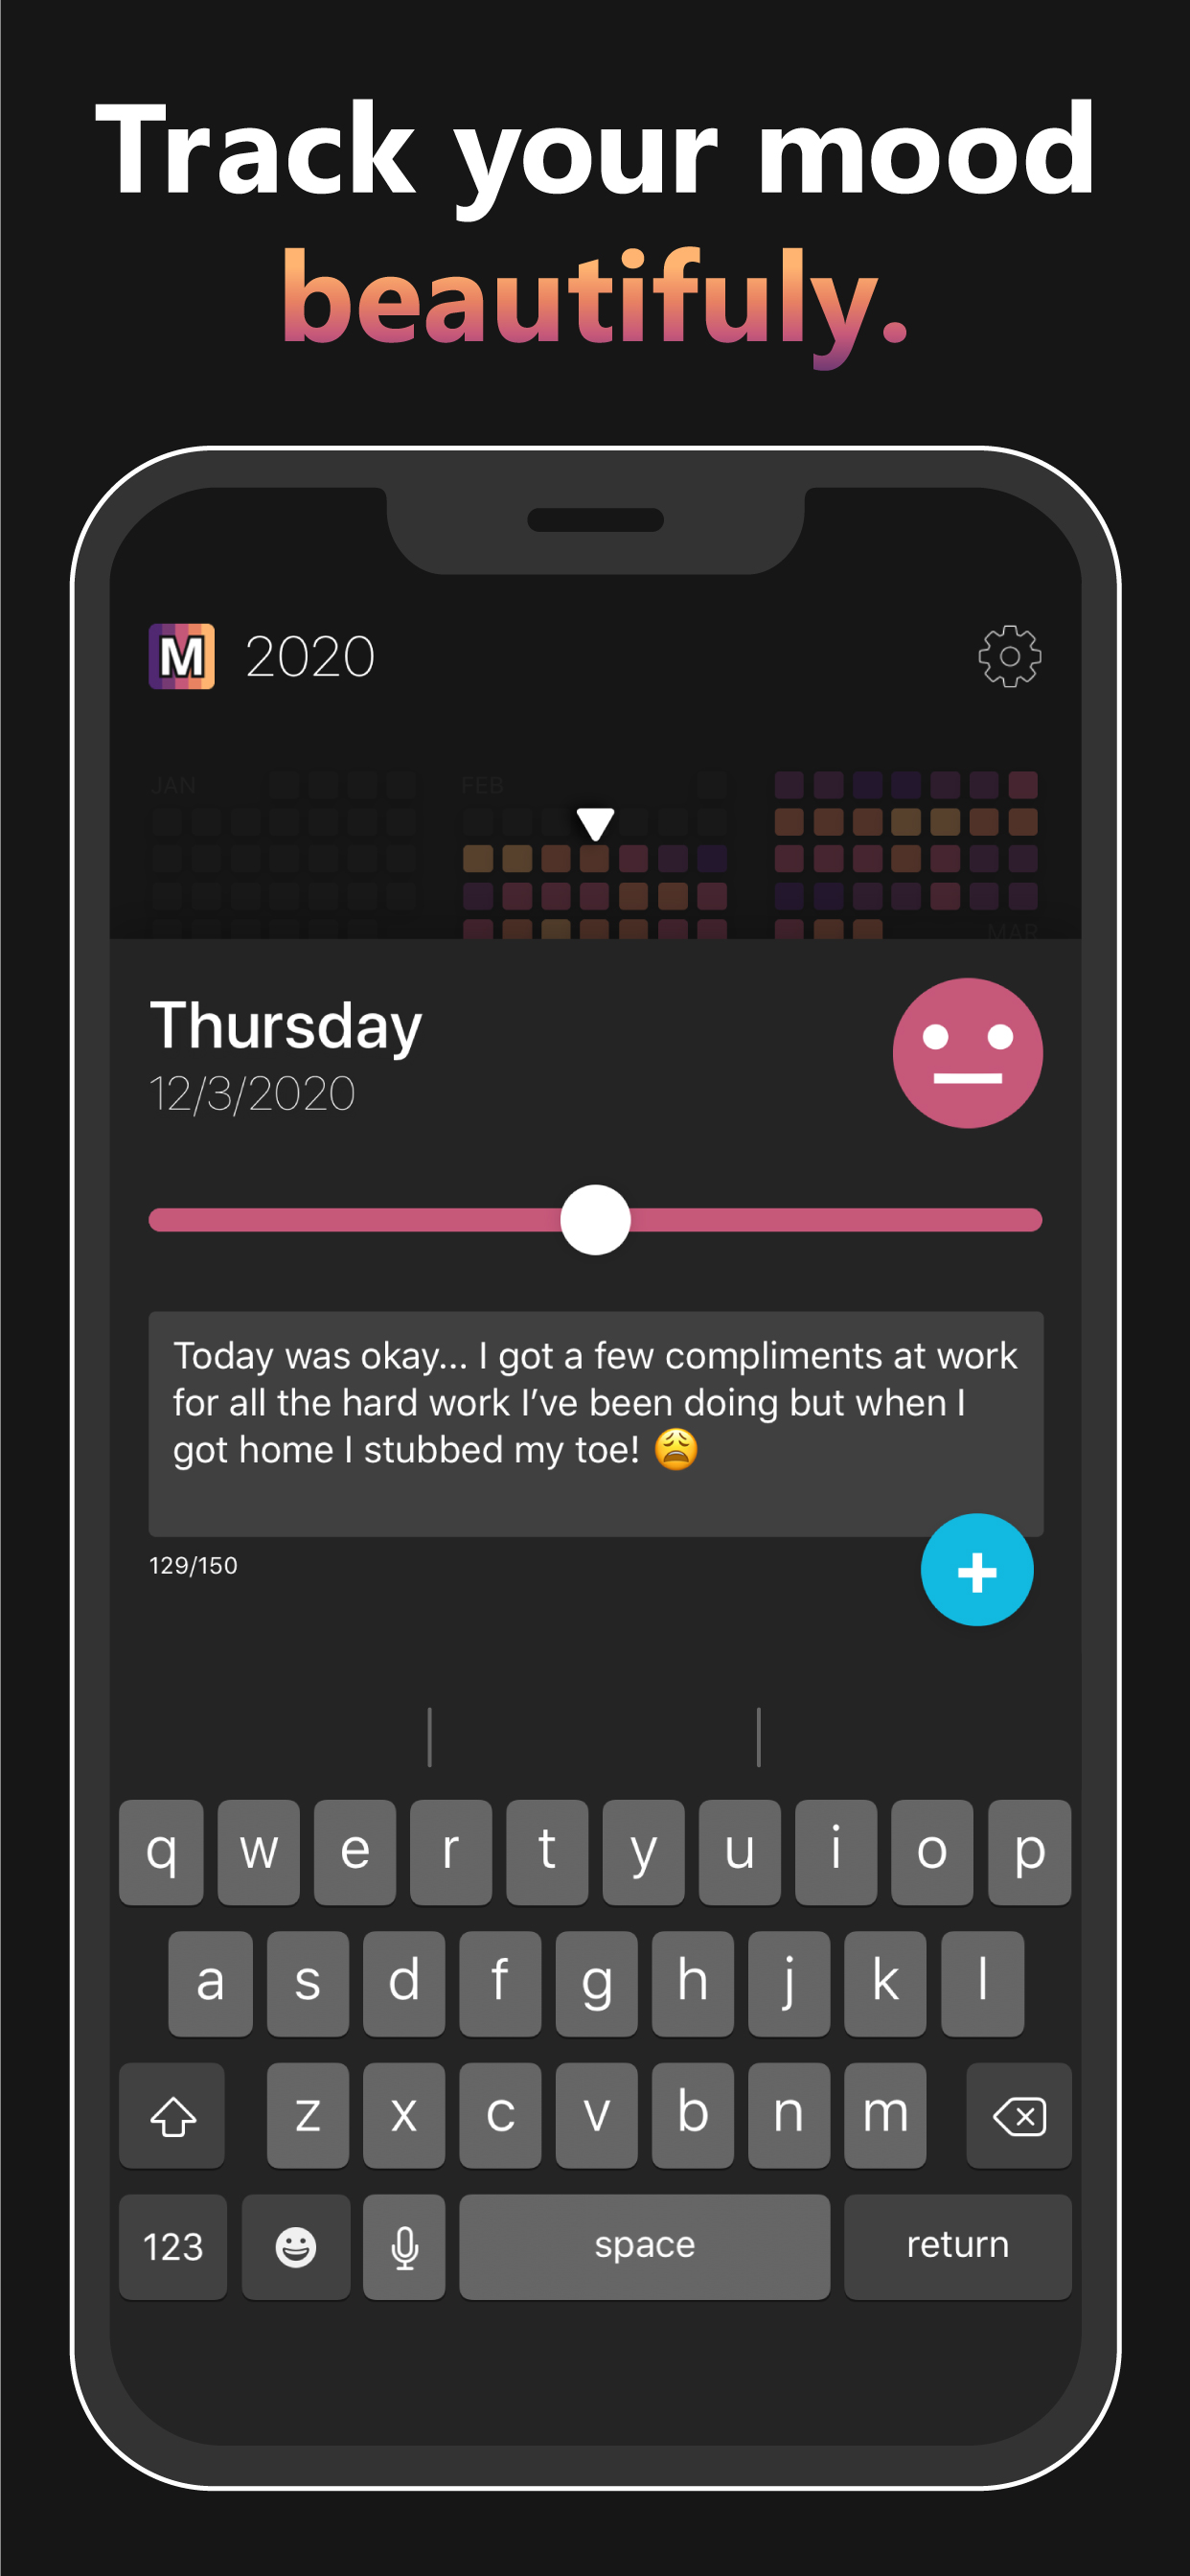 Track your mood
beautifuly.
M 2020
JAN FEB
MAR
Thursday
12/3/2020
Today was okay... I got a few compliments at work
for all the hard work I’ve been doing but when I
got home I stubbed my toe! 😩
129/150
+
q w e r t y u i o p
a s d f g h j k l
z x c v b n m
123 space return